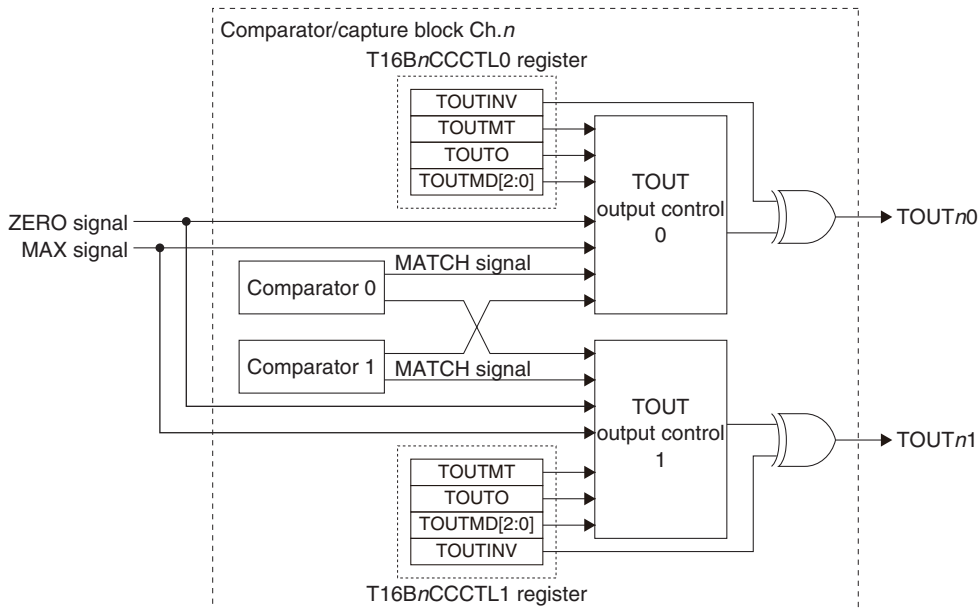 Comparator/capture block Ch.n
T16BnCCCTL0 register
TOUTINV
TOUTMT
TOUTO
TOUTMD[2:0]
TOUT
output control
0
ZERO signal
MAX signal
TOUTn0
MATCH signal
Comparator 0
Comparator 1
MATCH signal
TOUT
output control
1
TOUTn1
TOUTMT
TOUTO
TOUTMD[2:0]
TOUTINV
T16BnCCCTL1 register